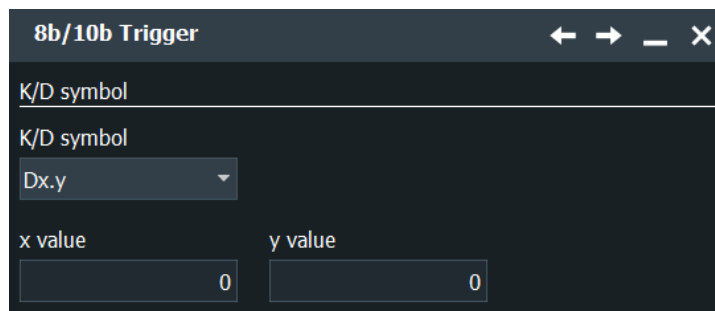 8b/10b Trigger
K/D symbol
K/D symbol
Dx.y
x value y value
0 0